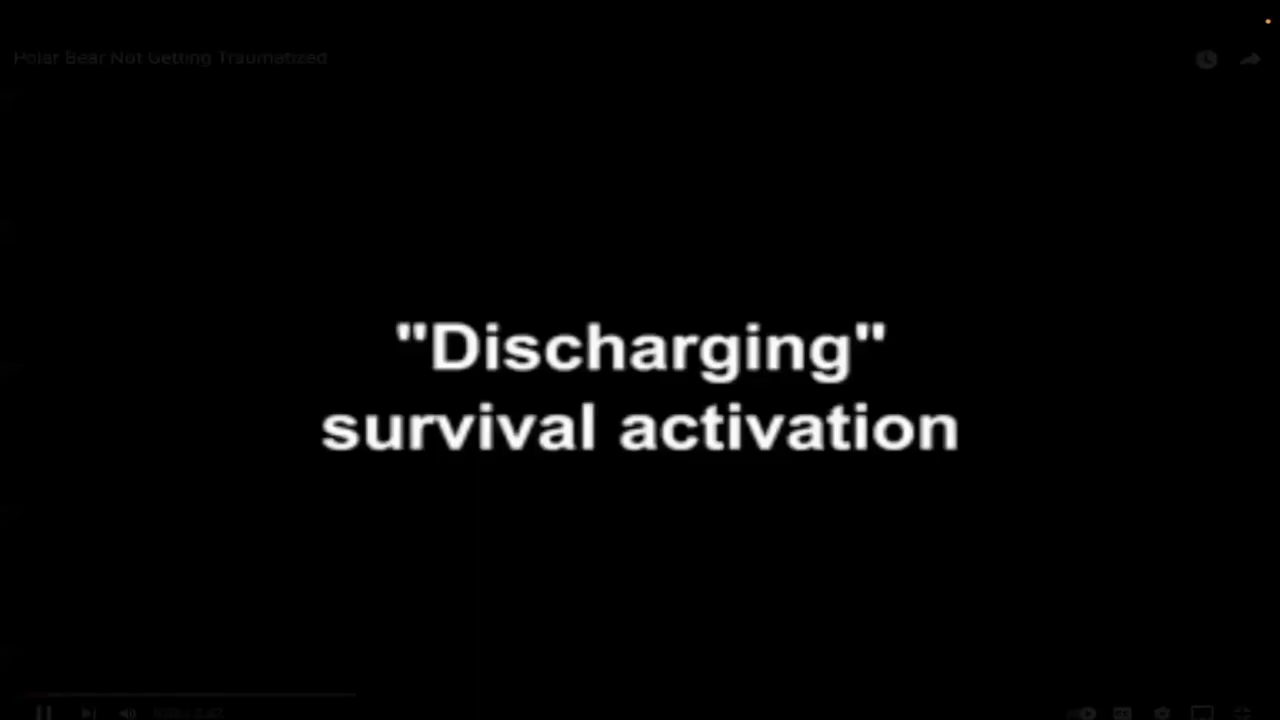 Polar Bear Not Getting Traumatized
"Discharging"
survival activation